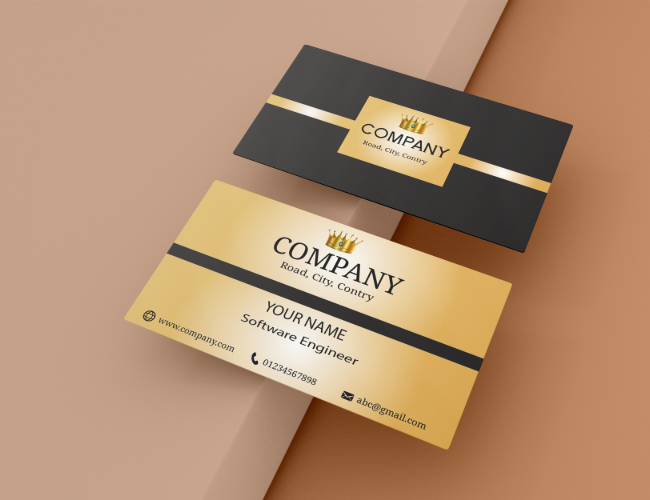 COMPANY
Road, City, Contry
COMPANY
Road, City, Contry
YOUR NAME
Software Engineer
www.company.com
01234567898
abc@gmail.com